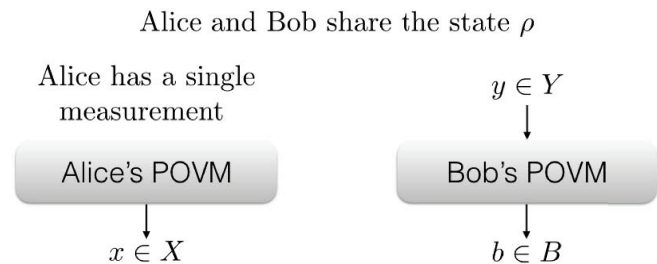 Alice and Bob share the state ρ
Alice has a single
measurement
y ∈ Y
Alice's POVM
Bob's POVM
x ∈ X
b ∈ B